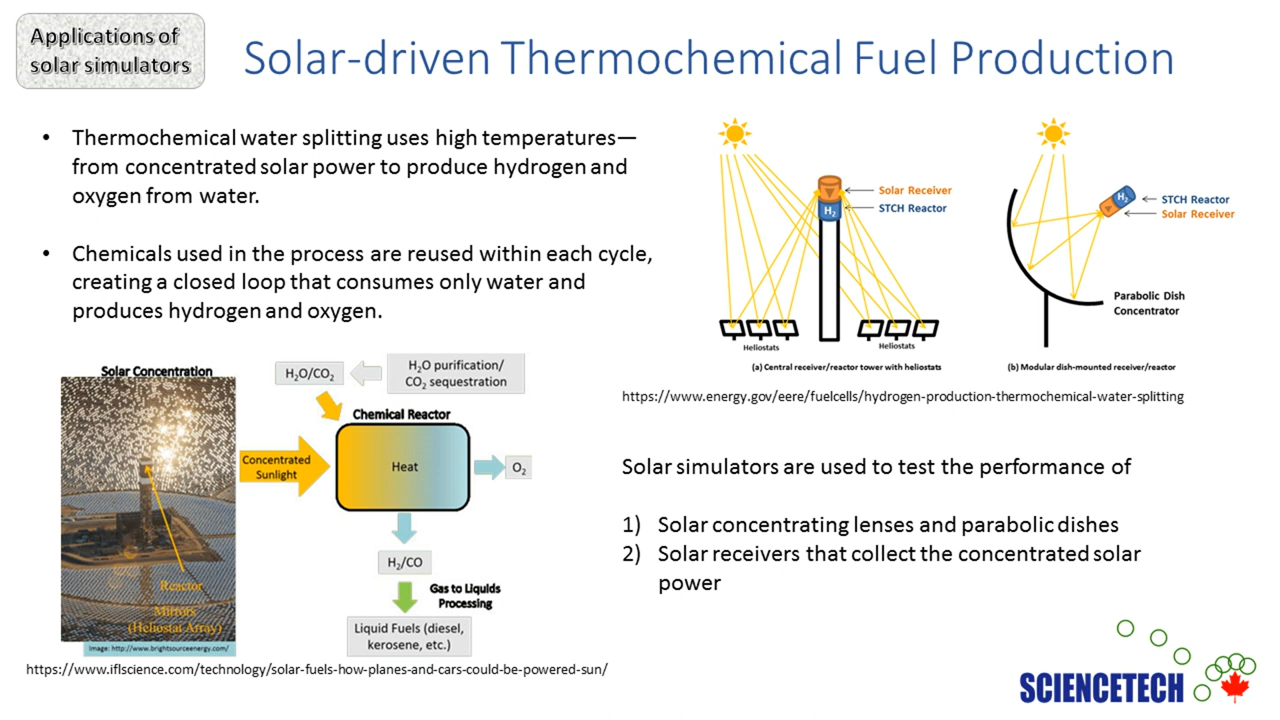 Applications of
solar simulators
Solar-driven Thermochemical Fuel Production
• Thermochemical water splitting uses high temperatures—
from concentrated solar power to produce hydrogen and
oxygen from water.
• Chemicals used in the process are reused within each cycle,
creating a closed loop that consumes only water and
produces hydrogen and oxygen.
Solar Receiver
H₂
STCH Reactor
Heliostats
Heliostats
(a) Central receiver/reactor tower with heliostats
H₂
STCH Reactor
Solar Receiver
Parabolic Dish
Concentrator
(b) Modular dish-mounted receiver/reactor
https://www.energy.gov/eere/fuelcells/hydrogen-production-thermochemical-water-splitting
Solar Concentration
Reactor
Mirrors
(Heliostat Array)
Image: http://www.brightsourceenergy.com/
H₂O/CO₂
H₂O purification/
CO₂ sequestration
Chemical Reactor
Concentrated
Sunlight
Heat
O₂
H₂/CO
Gas to Liquids
Processing
Liquid Fuels (diesel,
kerosene, etc.)
https://www.iflscience.com/technology/solar-fuels-how-planes-and-cars-could-be-powered-sun/
Solar simulators are used to test the performance of
1) Solar concentrating lenses and parabolic dishes
2) Solar receivers that collect the concentrated solar
power
SCIENCETECH